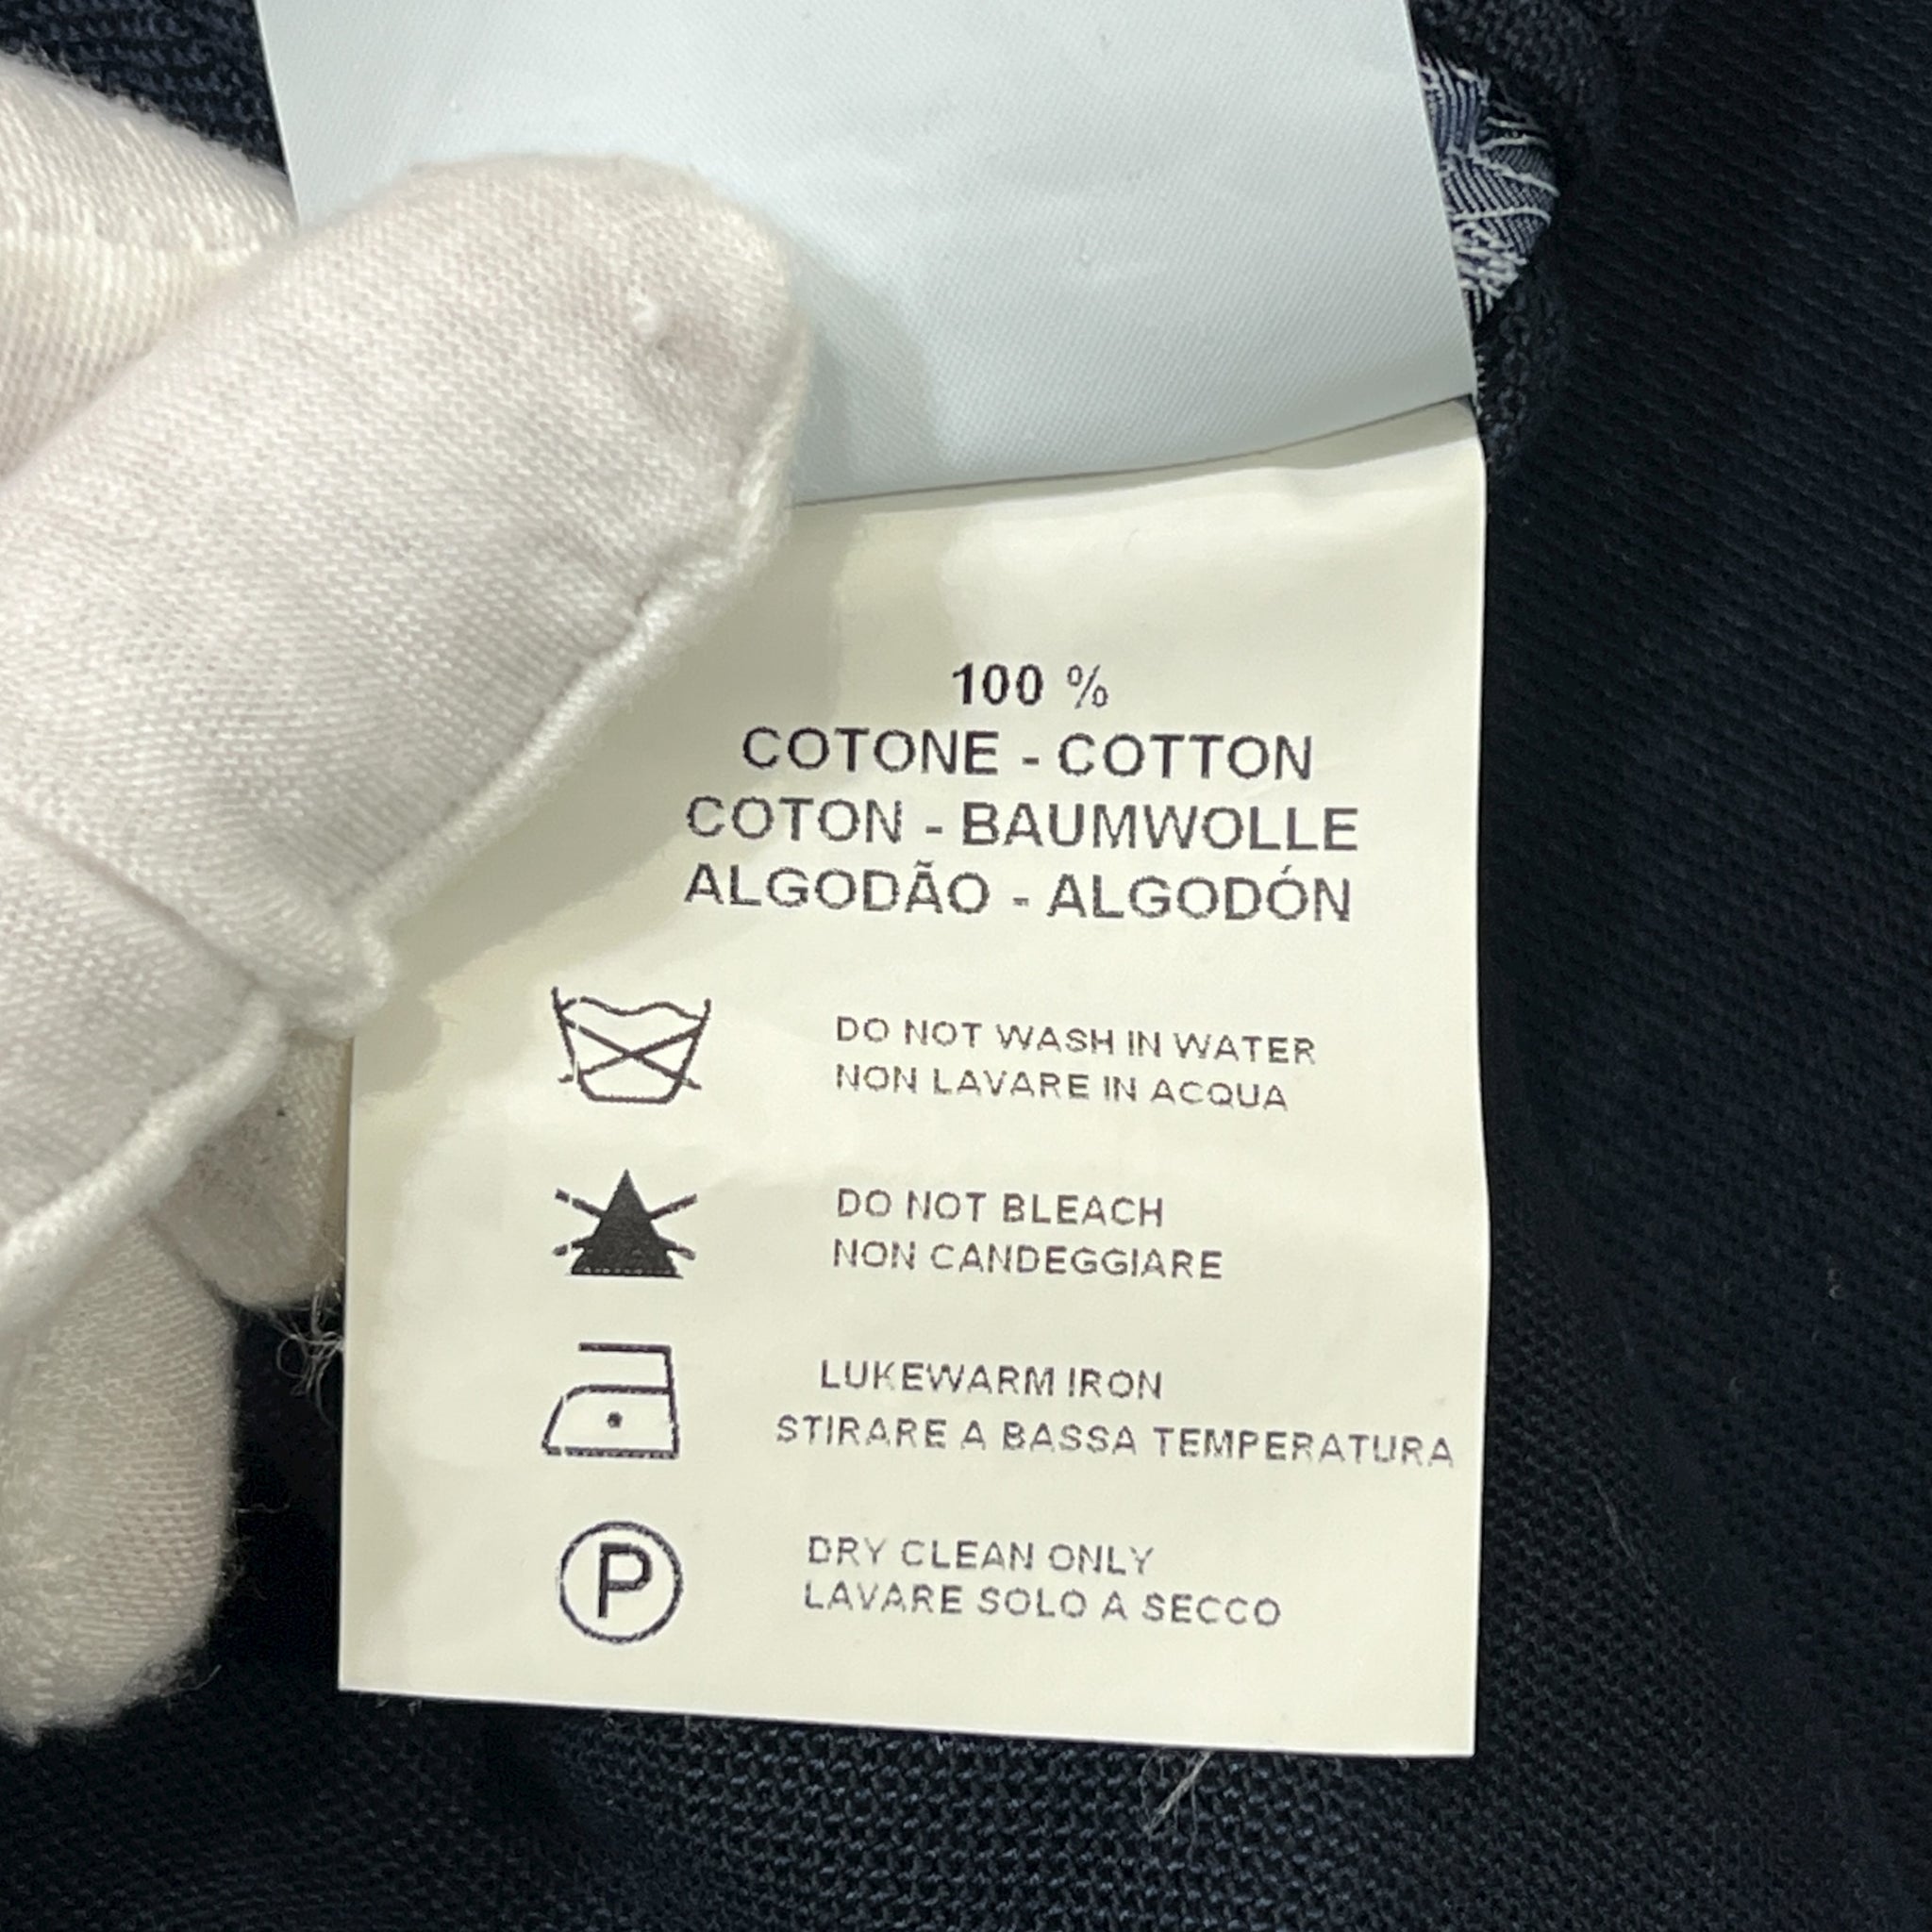 100 %
COTONE - COTTON
COTON - BAUMWOLLE
ALGODÃO - ALGODÓN
DO NOT WASH IN WATER
NON LAVARE IN ACQUA
DO NOT BLEACH
NON CANDEGGIARE
LUKEWARM IRON
STIRARE A BASSA TEMPERATURA
P
DRY CLEAN ONLY
LAVARE SOLO A SECCO